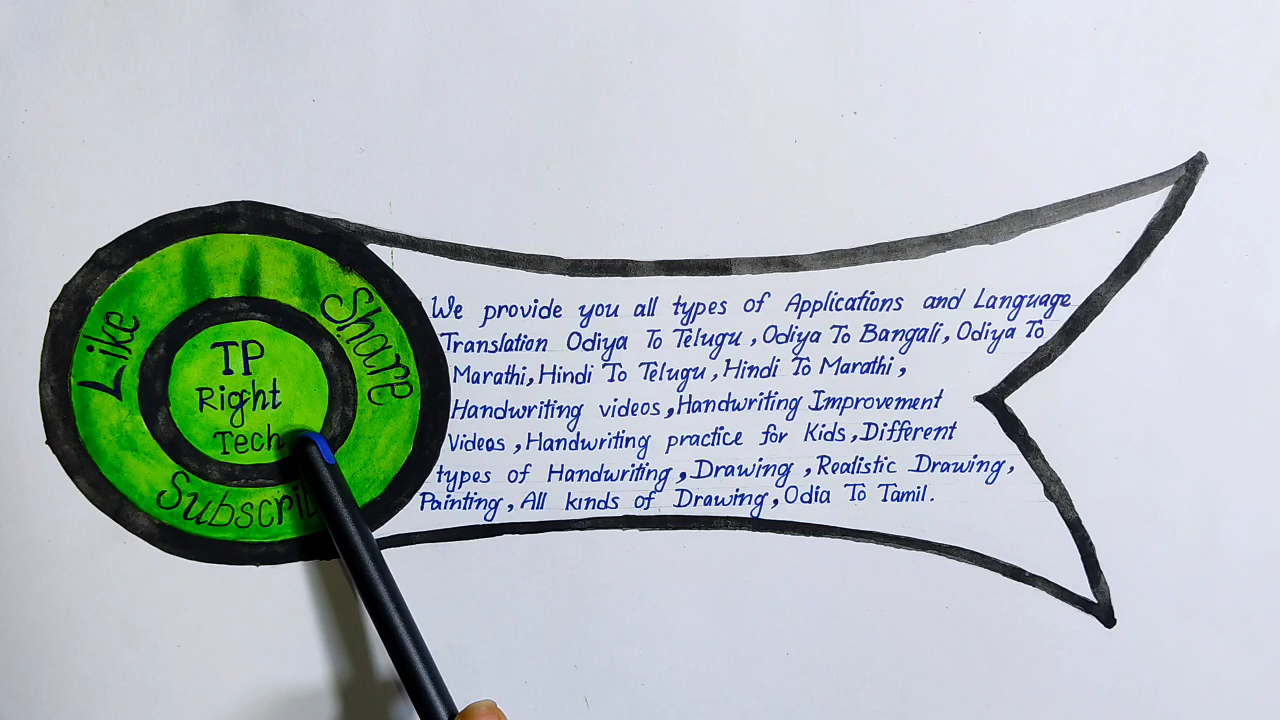 Like
Share
TP
Right
Tech
We provide you all types of Applications and Language
Translation Odiya To Telugu, Odiya To Bangali, Odiya To
Marathi, Hindi To Telugu, Hindi To Marathi,
Handwriting videos, Handwriting Improvement
Videos, Handwriting practice for Kids, Different
types of Handwriting, Drawing, Realistic Drawing,
Painting, All kinds of Drawing, Odia To Tamil.